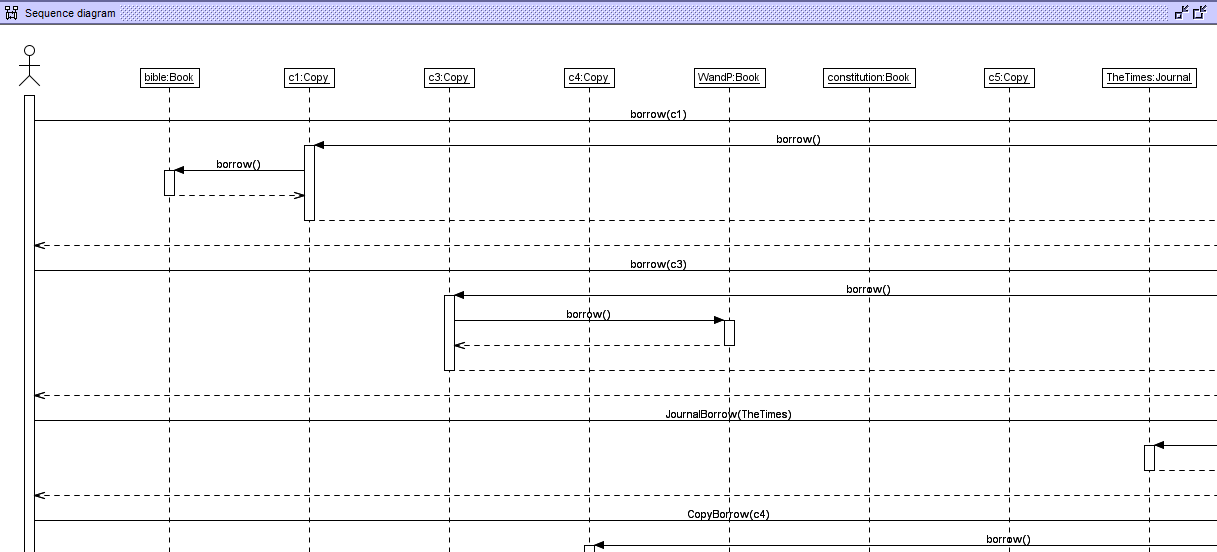 Sequence diagram
bible:Book c1:Copy c3:Copy c4:Copy WandP:Book constitution:Book c5:Copy TheTimes:Journal
borrow(c1)
borrow()
borrow()
borrow(c3)
borrow()
borrow()
JournalBorrow(TheTimes)
CopyBorrow(c4)
borrow()